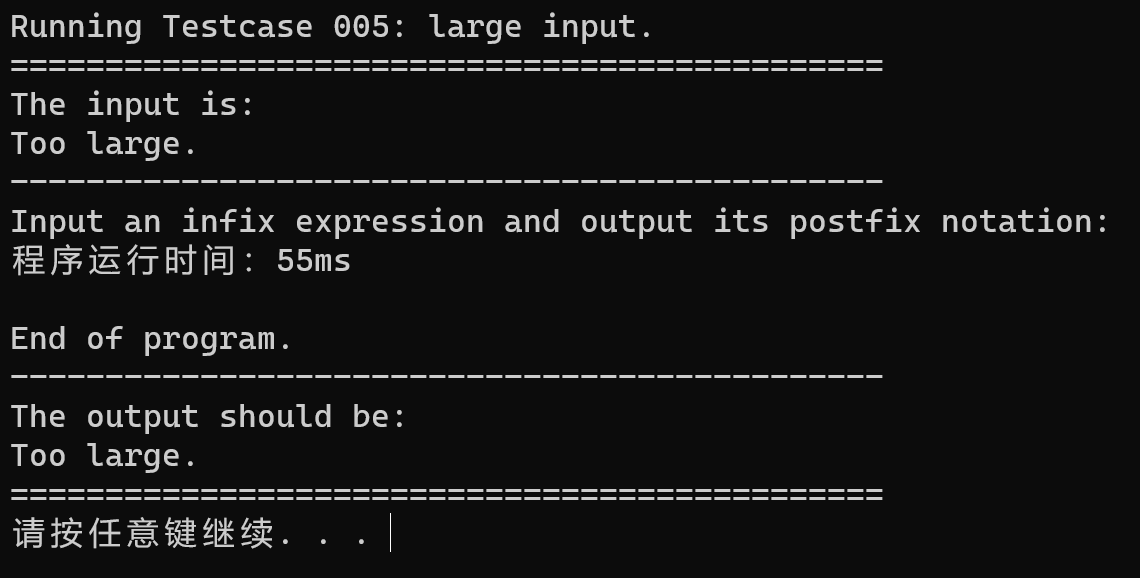 Running Testcase 005: large input.
==============================================
The input is:
Too large.
----------------------------------------------
Input an infix expression and output its postfix notation:
程序运行时间: 55ms
End of program.
----------------------------------------------
The output should be:
Too large.
==============================================
请按任意键继续. . .